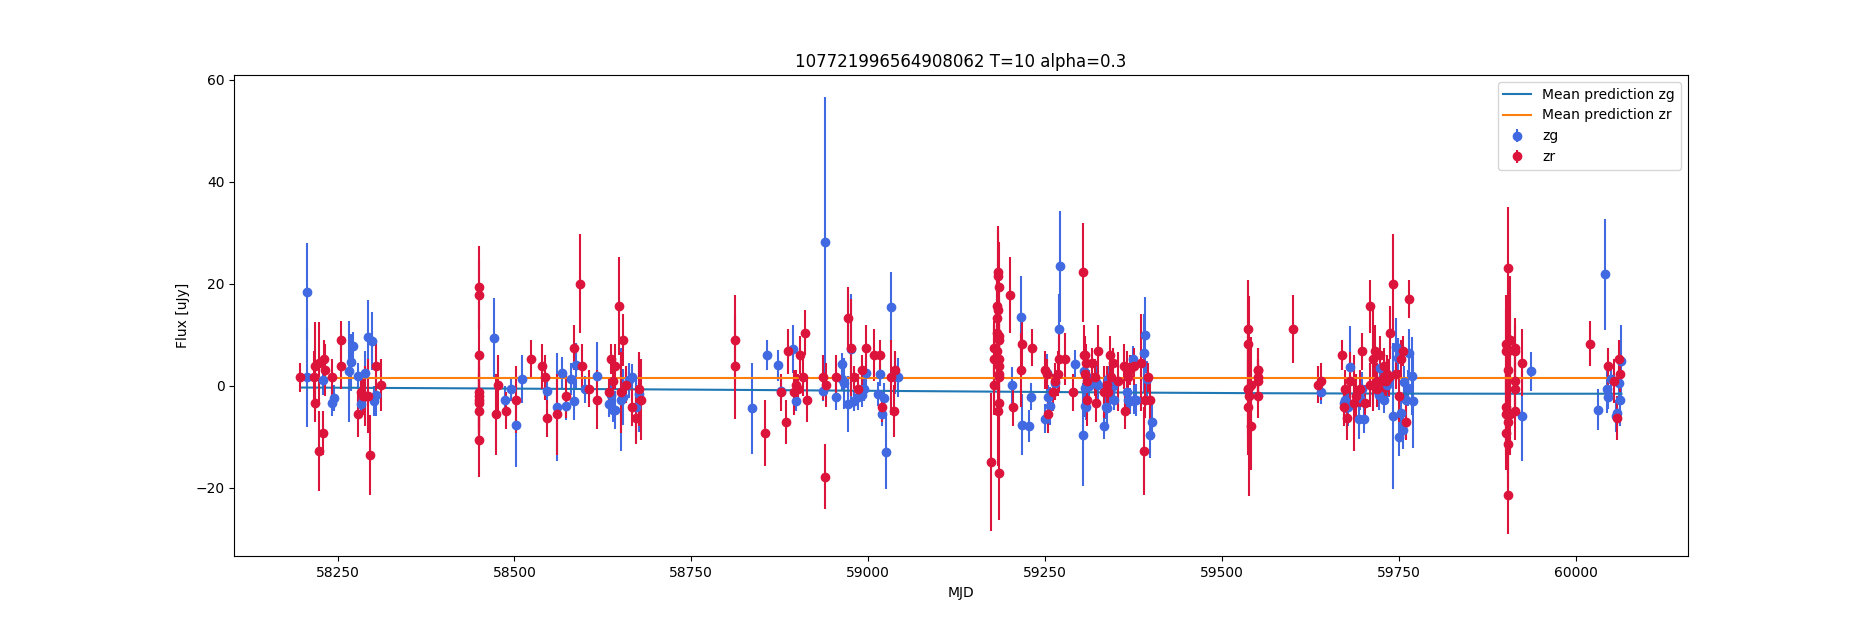 107721996564908062 T=10 alpha=0.3
60
40
20
0
−20
Flux [uJy]
Mean prediction zg
Mean prediction zr
zg
zr
58250 58500 58750 59000 59250 59500 59750 60000
MJD